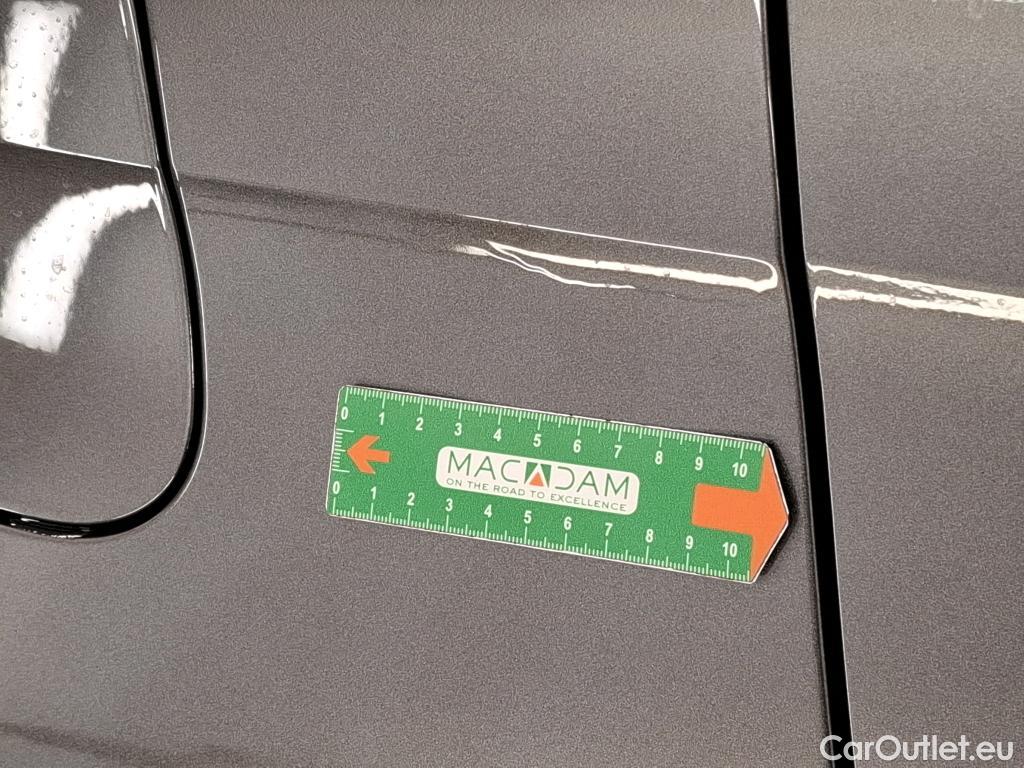 0 1 2 3 4 5 6 7 8 9 10
MACADAM
ON THE ROAD TO EXCELLENCE
0 1 2 3 4 5 6 7 8 9 10
CarOutlet.eu